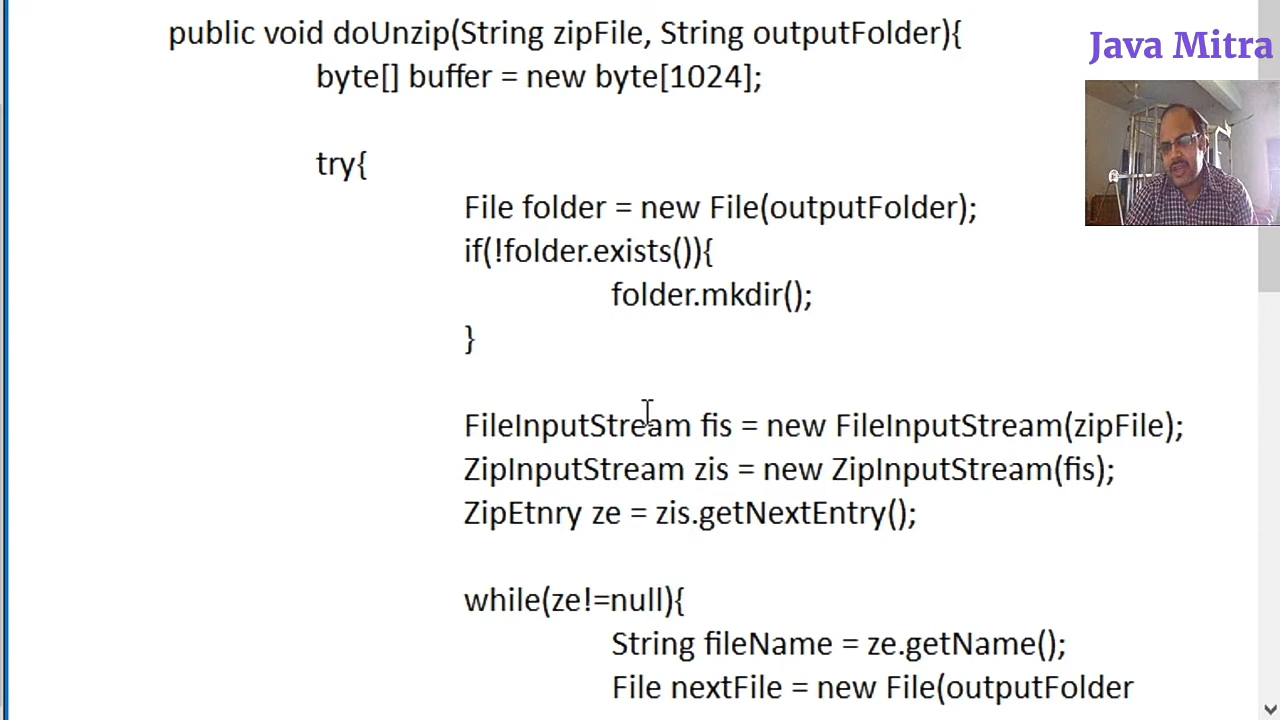 public void doUnzip(String zipFile, String outputFolder){
Java Mitra
byte[] buffer = new byte[1024];
try{
File folder = new File(outputFolder);
if(!folder.exists()){
folder.mkdir();
}
FileInputStream fis = new FileInputStream(zipFile);
ZipInputStream zis = new ZipInputStream(fis);
ZipEtnry ze = zis.getNextEntry();
while(ze!=null){
String fileName = ze.getName();
File nextFile = new File(outputFolder